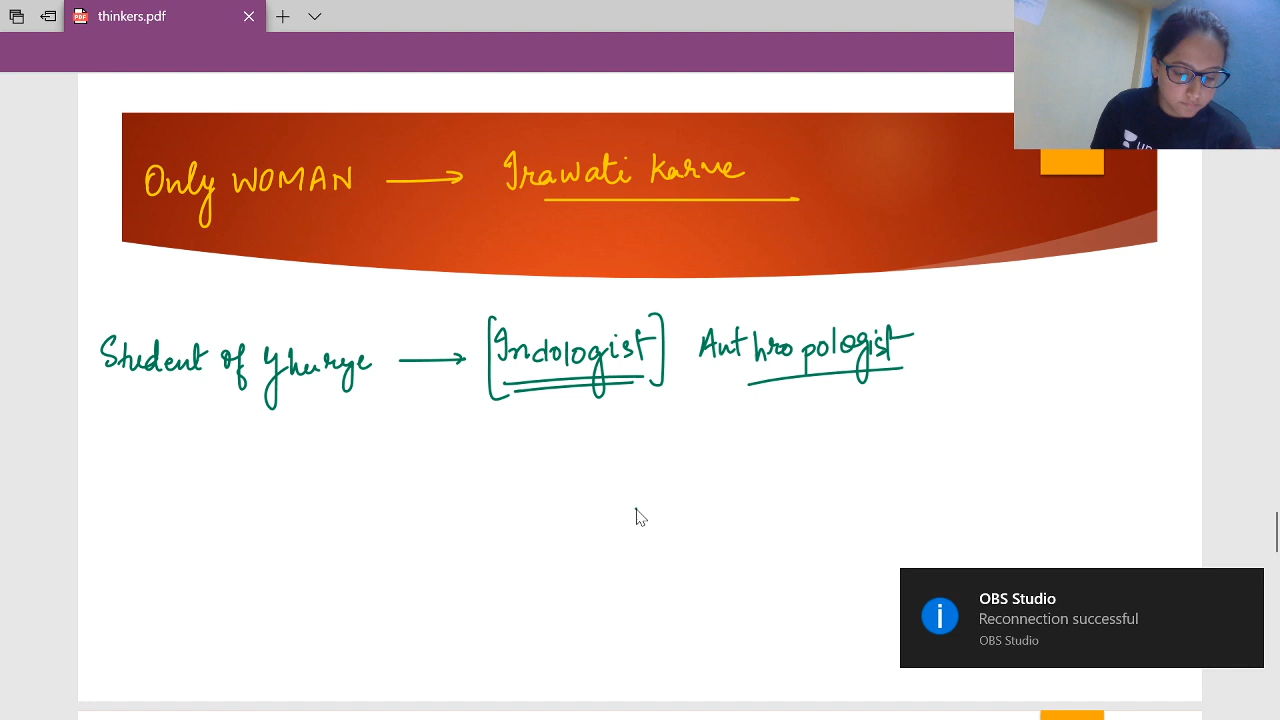 thinkers.pdf
Only WOMAN → Irawati Karve
Student of Ghurye → [Indologist] Anthropologist
OBS Studio
Reconnection successful
OBS Studio